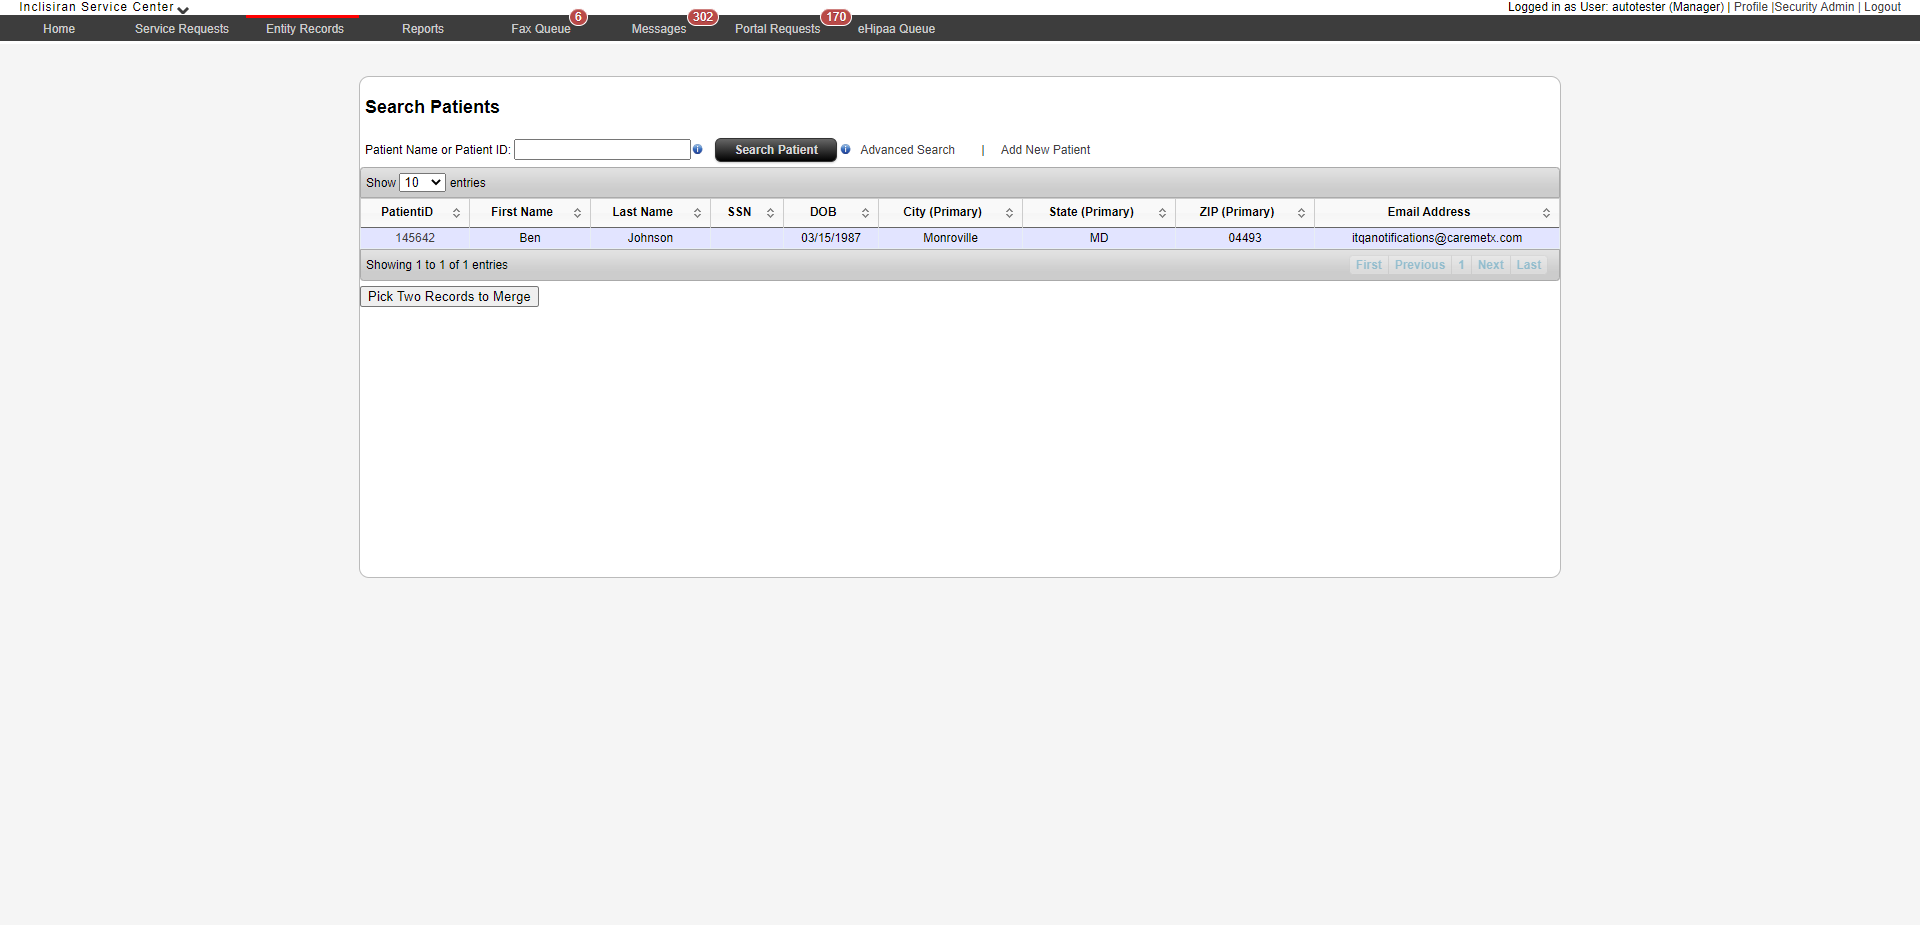 Inclisiran Service Center
Logged in as User: autotester (Manager) | Profile |Security Admin | Logout
Home Service Requests Entity Records Reports Fax Queue 6 Messages 302 Portal Requests 170 eHipaa Queue
Search Patients
Patient Name or Patient ID: Search Patient Advanced Search | Add New Patient
Show 10 entries
PatientID First Name Last Name SSN DOB City (Primary) State (Primary) ZIP (Primary) Email Address
145642 Ben Johnson 03/15/1987 Monroville MD 04493 itqanotifications@caremetx.com
Showing 1 to 1 of 1 entries First Previous 1 Next Last
Pick Two Records to Merge